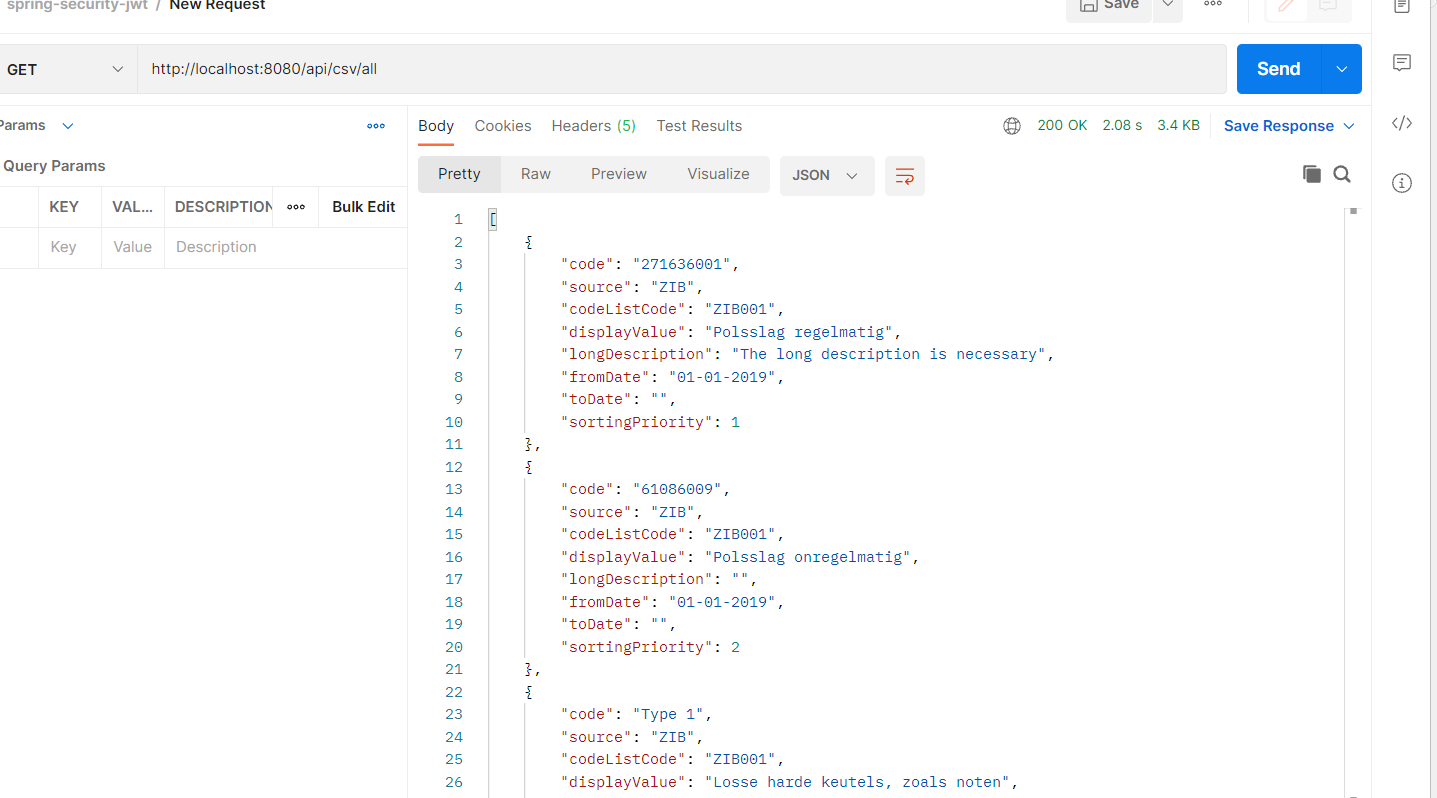 spring-security-jwt / New Request
Save
GET http://localhost:8080/api/csv/all Send
Params
Query Params
KEY VAL... DESCRIPTION Bulk Edit
Key Value Description
Body Cookies Headers (5) Test Results 200 OK 2.08 s 3.4 KB Save Response
Pretty Raw Preview Visualize JSON
1 [
2 {
3 "code": "271636001",
4 "source": "ZIB",
5 "codeListCode": "ZIB001",
6 "displayValue": "Polsslag regelmatig",
7 "longDescription": "The long description is necessary",
8 "fromDate": "01-01-2019",
9 "toDate": "",
10 "sortingPriority": 1
11 },
12 {
13 "code": "61086009",
14 "source": "ZIB",
15 "codeListCode": "ZIB001",
16 "displayValue": "Polsslag onregelmatig",
17 "longDescription": "",
18 "fromDate": "01-01-2019",
19 "toDate": "",
20 "sortingPriority": 2
21 },
22 {
23 "code": "Type 1",
24 "source": "ZIB",
25 "codeListCode": "ZIB001",
26 "displayValue": "Losse harde keutels, zoals noten",